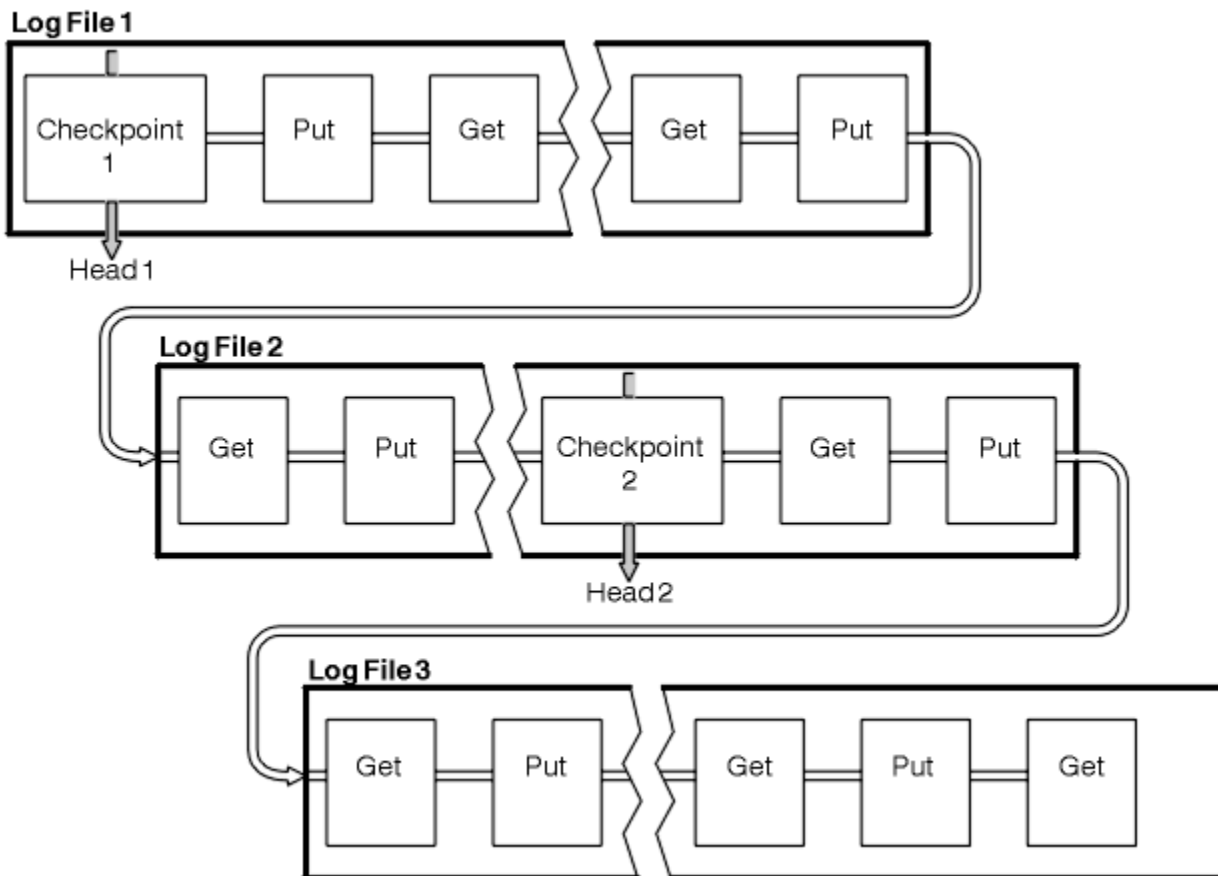 Log File 1
Checkpoint
1
Put
Get
Get
Put
Head 1
Log File 2
Get
Put
Checkpoint
2
Get
Put
Head 2
Log File 3
Get
Put
Get
Put
Get